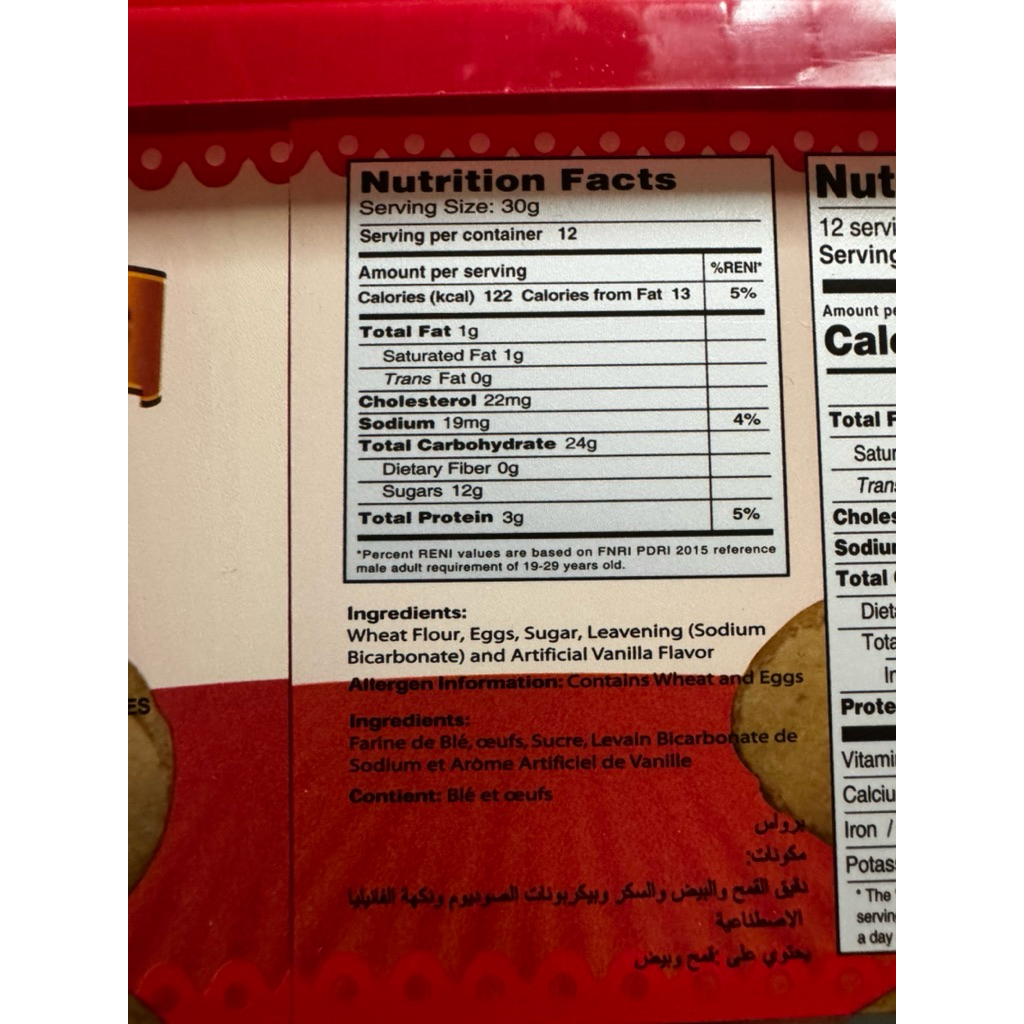 Nutrition Facts
Serving Size: 30g
Serving per container 12
Amount per serving %RENI*
Calories (kcal) 122 Calories from Fat 13 5%
Total Fat 1g
Saturated Fat 1g
Trans Fat 0g
Cholesterol 22mg
Sodium 19mg 4%
Total Carbohydrate 24g
Dietary Fiber 0g
Sugars 12g
Total Protein 3g 5%
*Percent RENI values are based on FNRI PDRI 2015 reference
male adult requirement of 19-29 years old.
Ingredients:
Wheat Flour, Eggs, Sugar, Leavening (Sodium
Bicarbonate) and Artificial Vanilla Flavor
Allergen Information: Contains Wheat and Eggs
Ingredients:
Farine de Blé, œufs, Sucre, Levain Bicarbonate de
Sodium et Arôme Artificiel de Vanille
Contient: Blé et œufs
برواس
مكونات:
دقيق القمح والبيض والسكر وبيكربونات الصوديوم ونكهة الفانيليا
الاصطناعية
يحتوي على :قمح وبيض
ES
Nut
12 servi
Serving
Amount pe
Calo
Total F
Satur
Trans
Choles
Sodiu
Total
Diet
Tota
In
Prote
Vitami
Calciu
Iron /
Potas
* The
servin
a day